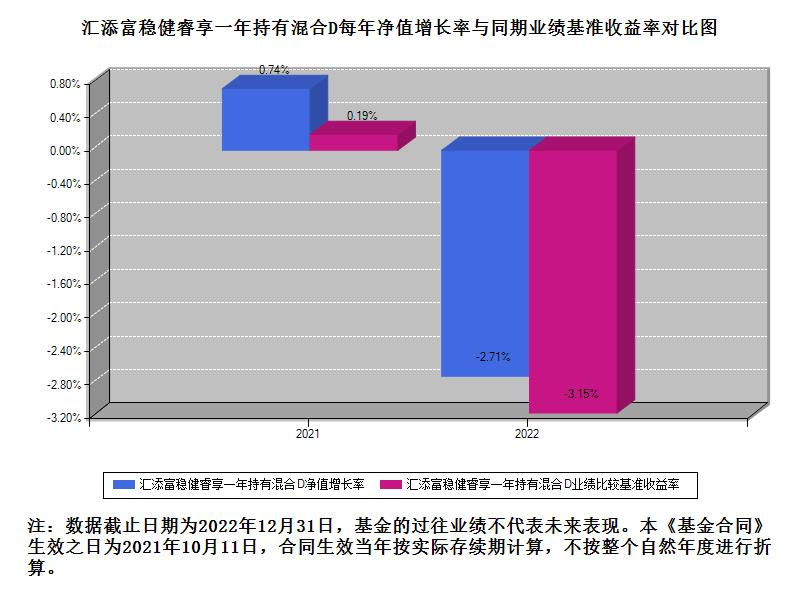 汇添富稳健睿享一年持有混合D每年净值增长率与同期业绩基准收益率对比图
0.80%
0.40%
0.00%
-0.40%
-0.80%
-1.20%
-1.60%
-2.00%
-2.40%
-2.80%
-3.20%
0.74%
0.19%
-2.71%
-3.15%
2021
2022
汇添富稳健睿享一年持有混合D净值增长率
汇添富稳健睿享一年持有混合D业绩比较基准收益率
注：数据截止日期为2022年12月31日，基金的过往业绩不代表未来表现。本《基金合同》
生效之日为2021年10月11日，合同生效当年按实际存续期计算，不按整个自然年度进行折
算。